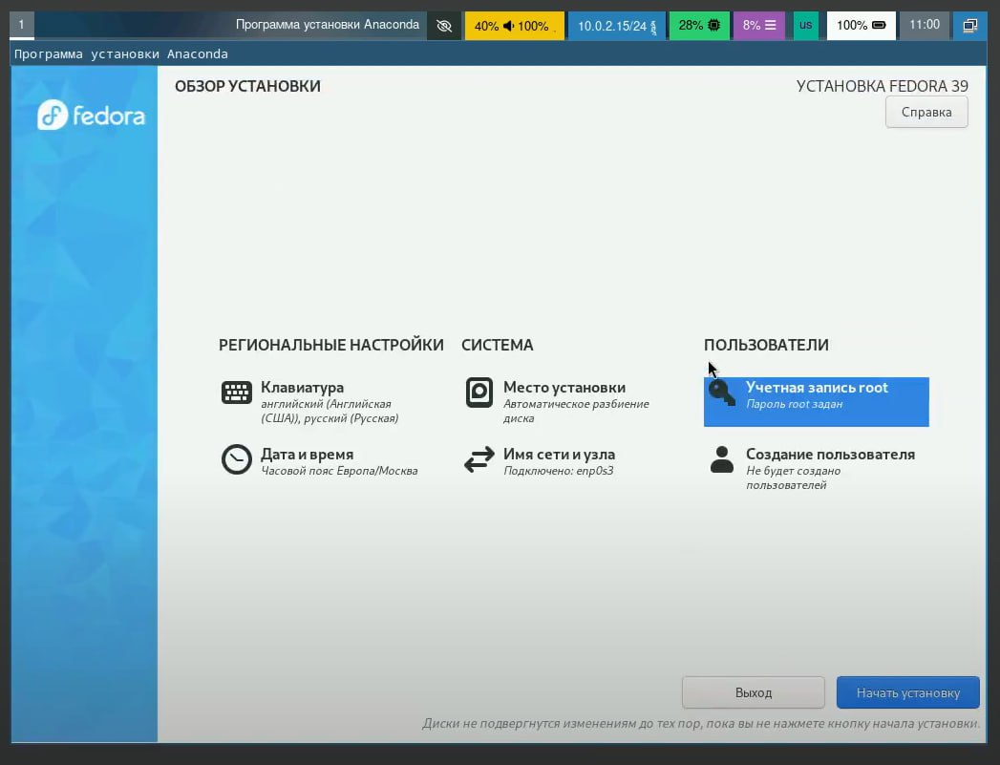 1
Программа установки Anaconda
40% 100%
10.0.2.15/24
28%
8%
us
100%
11:00
Программа установки Anaconda
fedora
ОБЗОР УСТАНОВКИ
УСТАНОВКА FEDORA 39
Справка
РЕГИОНАЛЬНЫЕ НАСТРОЙКИ
Клавиатура
английский (Английская
(США)), русский (Русская)
Дата и время
Часовой пояс Европа/Москва
СИСТЕМА
Место установки
Автоматическое разбиение
диска
Имя сети и узла
Подключено: enp0s3
ПОЛЬЗОВАТЕЛИ
Учетная запись root
Пароль root задан
Создание пользователя
Не будет создано
пользователей
Выход
Начать установку
Диски не подвергнутся изменениям до тех пор, пока вы не нажмете кнопку начала установки.